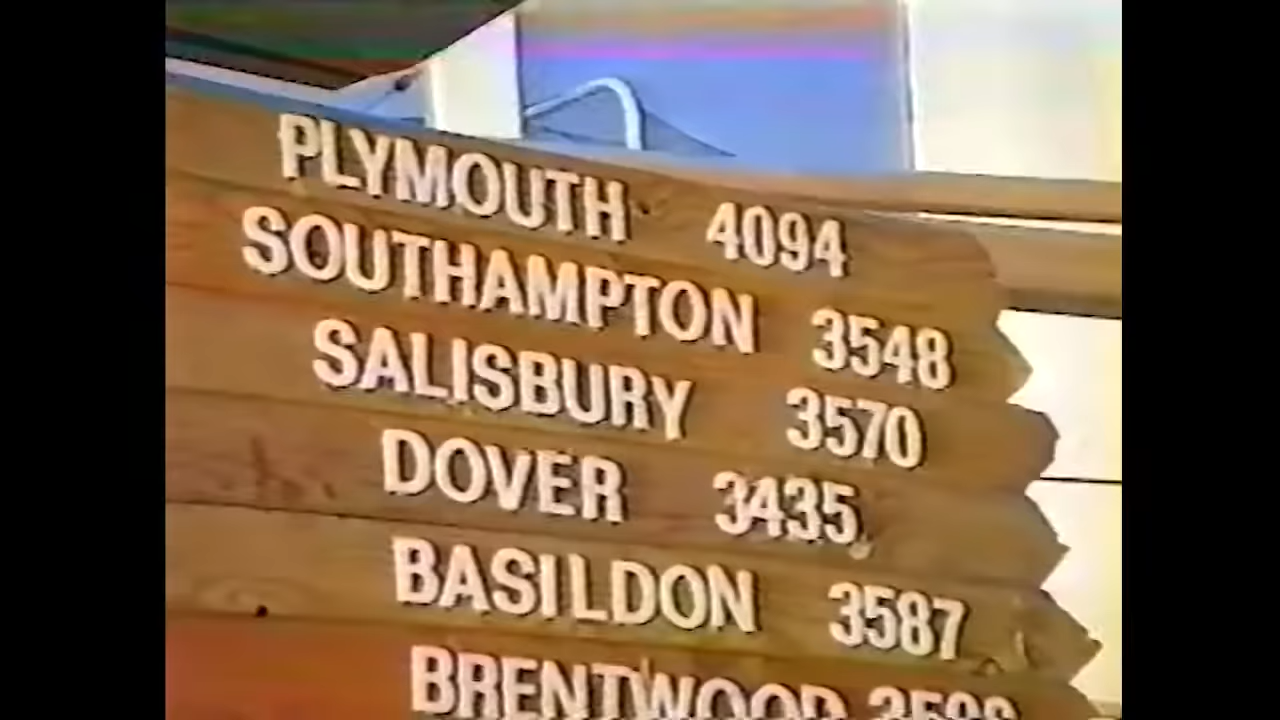 PLYMOUTH 4094
SOUTHAMPTON 3548
SALISBURY 3570
DOVER 3435
BASILDON 3587
BRENTWOOD